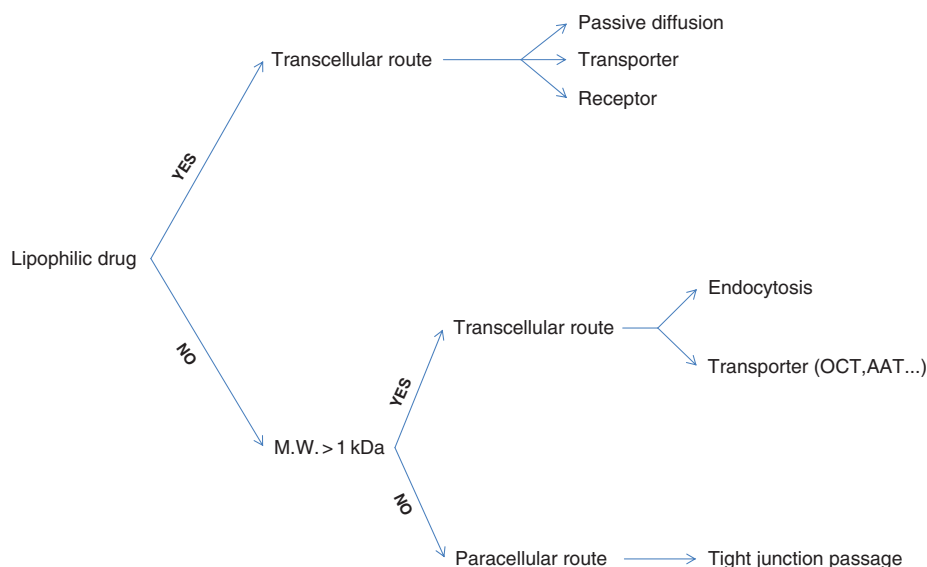 Passive diffusion
Transcellular route
Transporter
Receptor
YES
Lipophilic drug
NO
Endocytosis
Transcellular route
Transporter (OCT,AAT...)
YES
M.W. > 1 kDa
NO
Paracellular route
Tight junction passage